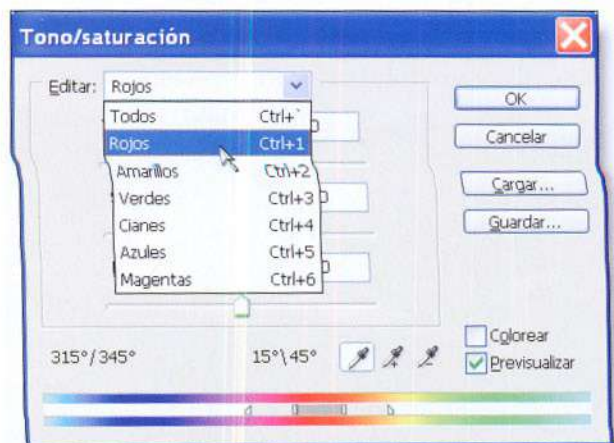 Tono/saturación
Editar: Rojos
Todos Ctrl+`
Rojos Ctrl+1
Amarillos Ctrl+2
Verdes Ctrl+3
Cianes Ctrl+4
Azules Ctrl+5
Magentas Ctrl+6
OK
Cancelar
Cargar...
Guardar...
Colorear
Previsualizar
315°/345° 15°\45°